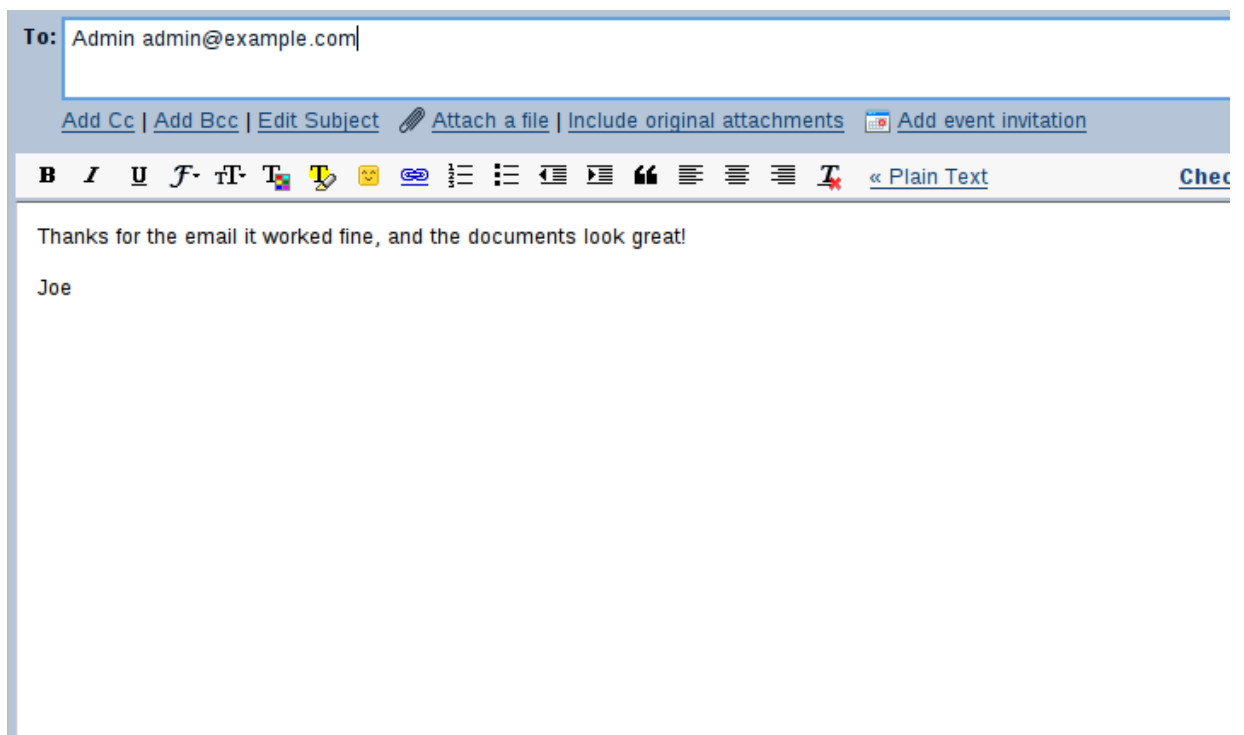 To: Admin admin@example.com
Add Cc | Add Bcc | Edit Subject Attach a file | Include original attachments Add event invitation
B I U F TT T T T « Plain Text
Thanks for the email it worked fine, and the documents look great!
Joe